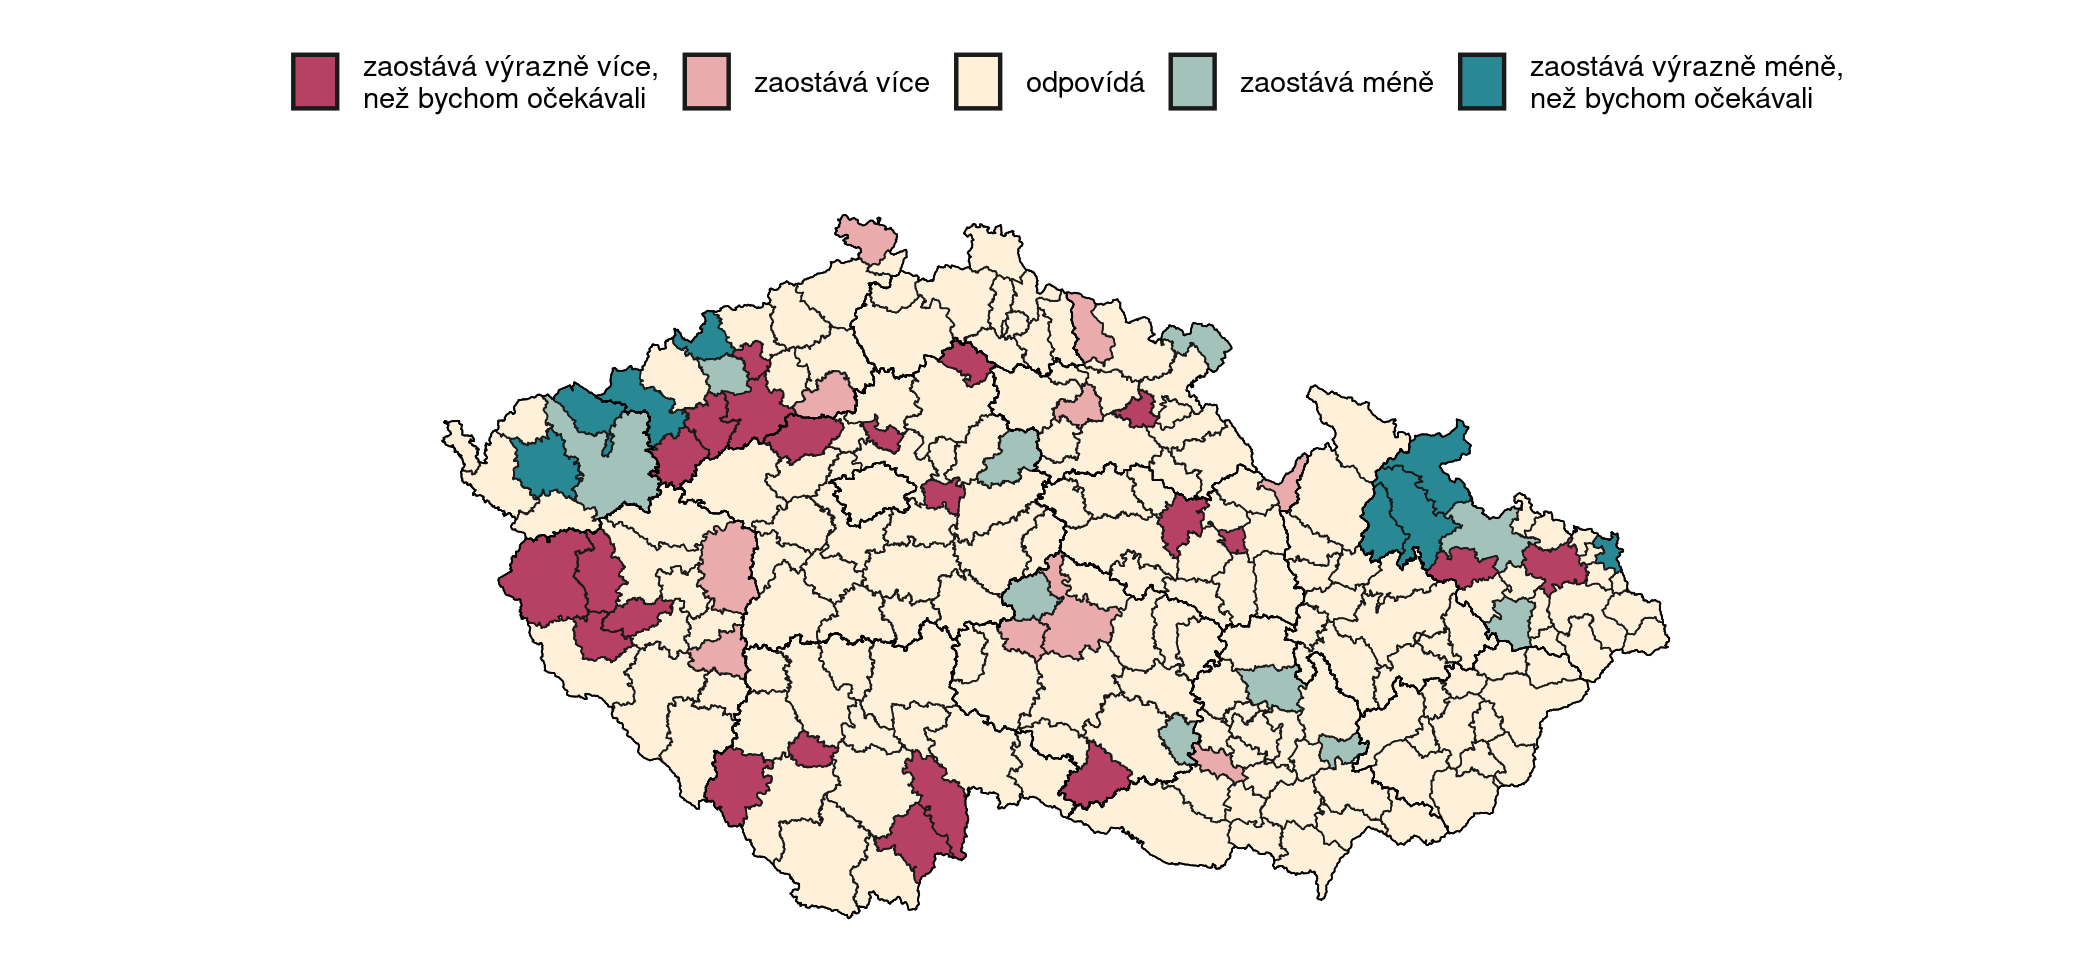 zaostává výrazně více,
než bychom očekávali
zaostává více
odpovídá
zaostává méně
zaostává výrazně méně,
než bychom očekávali